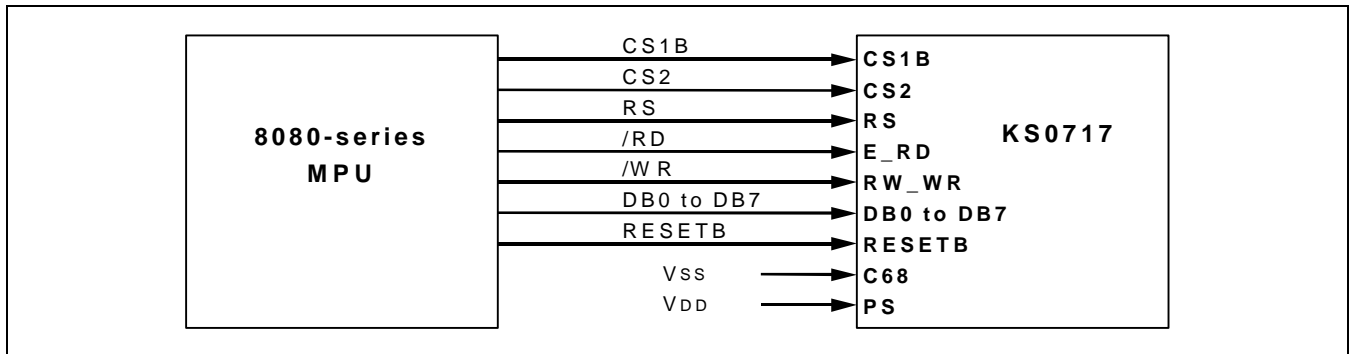 8080-series
MPU
CS1B
CS2
RS
/RD
/WR
DB0 to DB7
RESETB
VSS
VDD
CS1B
CS2
RS
E_RD
RW_WR
DB0 to DB7
RESETB
C68
PS
KS0717